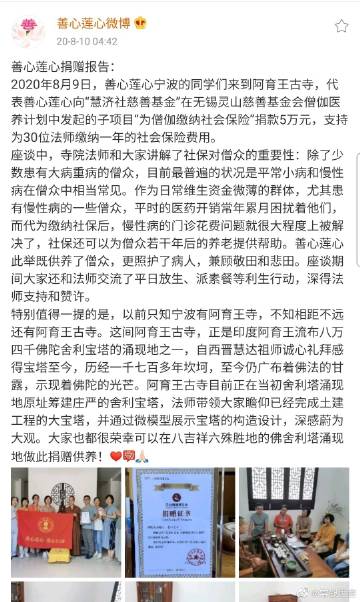 善心莲心微博
20-8-10 04:42
善心莲心捐赠报告：
2020年8月9日，善心莲心宁波的同学们来到阿育王古寺，代
表善心莲心向“慧济社慈善基金”在无锡灵山慈善基金会僧伽医
养计划中发起的子项目“为僧伽缴纳社会保险”捐款5万元，支持
为30位法师缴纳一年的社会保险费用。
座谈中，寺院法师和大家讲解了社保对僧众的重要性：除了少
数患有大病重病的僧众，目前最普遍的状况是平常小病和慢性
病在僧众中相当常见。作为日常维生资金微薄的群体，尤其患
有慢性病的一些僧众，平时的医药开销常年累月困扰着他们，
而代为缴纳社保后，慢性病的门诊花费问题就很大程度上被解
决了，社保还可以为僧众若干年后的养老提供帮助。善心莲心
此举既供养了僧众，更照护了病人，兼顾敬田和悲田。座谈期
间大家还和法师交流了平日放生、派素餐等利生行动，深得法
师支持和赞许。
特别值得一提的是，以前只知宁波有阿育王寺，不知相距不远
还有阿育王古寺。这间阿育王古寺，正是印度阿育王流布八万
四千佛陀舍利宝塔的涌现地之一，自西晋慧达祖师诚心礼拜感
得宝塔至今，历经一千七百多年坎坷，至今仍广布着佛法的甘
露，示现着佛陀的光芒。阿育王古寺目前正在当初舍利塔涌现
地原址筹建庄严的舍利宝塔，法师带领大家瞻仰已经完成土建
工程的大宝塔，并通过微模型展示宝塔的构造设计，深感蔚为
大观。大家也都很荣幸可以在八吉祥六殊胜地的佛舍利塔涌现
地做此捐赠供养！
善心莲心
捐赠证书